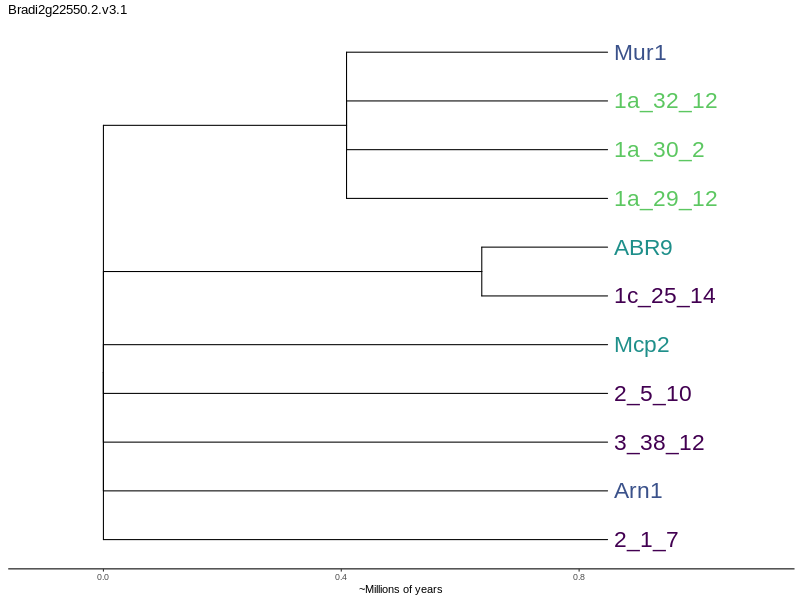 Bradi2g22550.2.v3.1
Mur1
1a_32_12
1a_30_2
1a_29_12
ABR9
1c_25_14
Mcp2
2_5_10
3_38_12
Arn1
2_1_7
0.0 0.4 0.8
~Millions of years